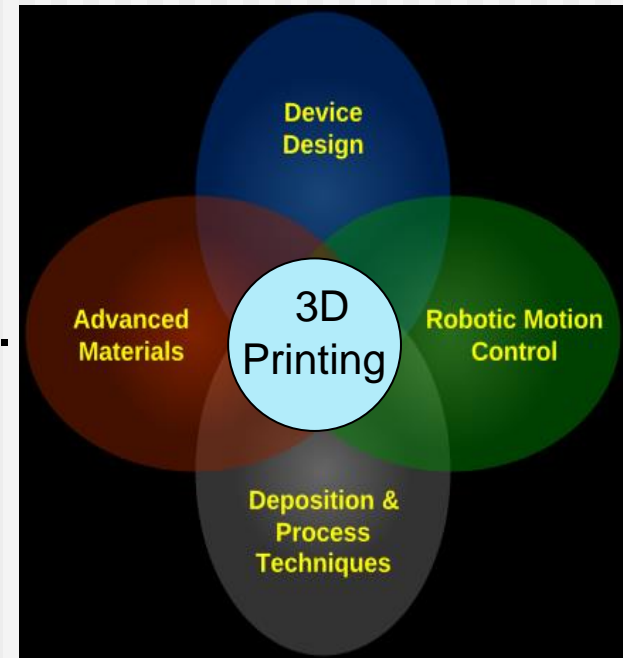 Device
Design
Advanced
Materials
3D
Printing
Robotic Motion
Control
Deposition &
Process
Techniques